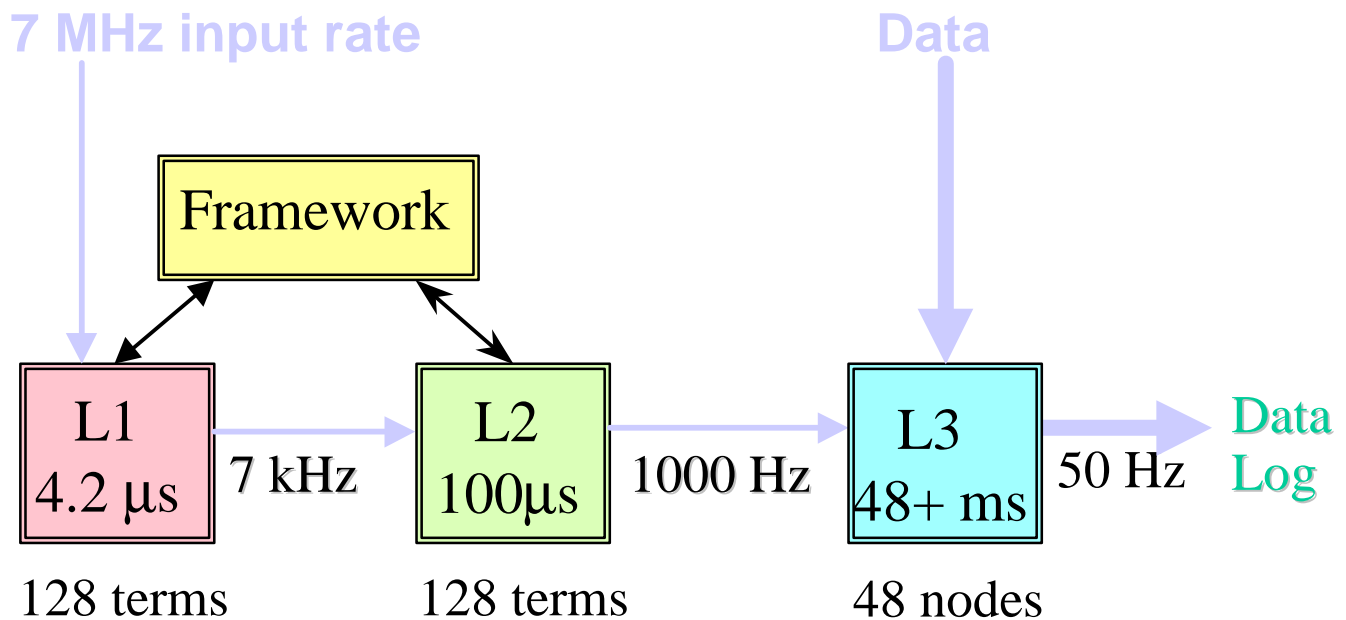 7 MHz input rate
Data
Framework
L1
4.2 µs
7 kHz
L2
100µs
1000 Hz
L3
48+ ms
50 Hz
Data
Log
128 terms
128 terms
48 nodes